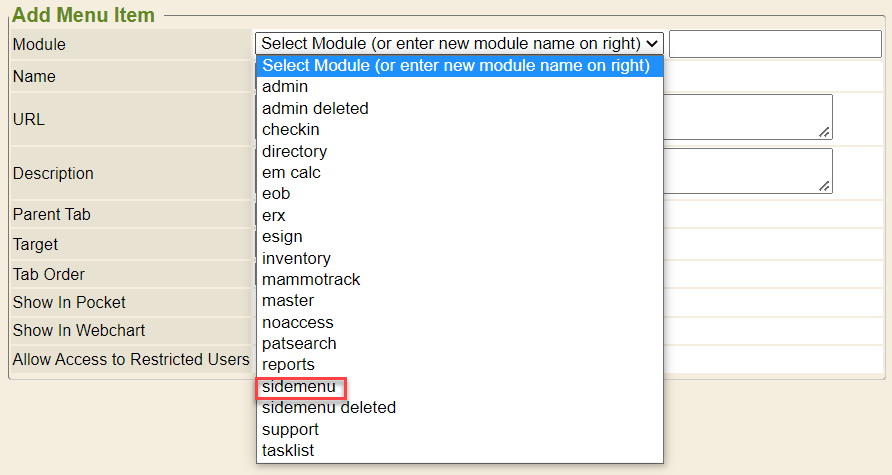 Add Menu Item
Module Select Module (or enter new module name on right)
Select Module (or enter new module name on right)
Name
admin
admin deleted
URL
checkin
directory
Description
em calc
eob
Parent Tab
erx
esign
Target
inventory
Tab Order
mammotrack
Show In Pocket
master
noaccess
Show In Webchart
patsearch
Allow Access to Restricted Users
reports
sidemenu
sidemenu deleted
support
tasklist